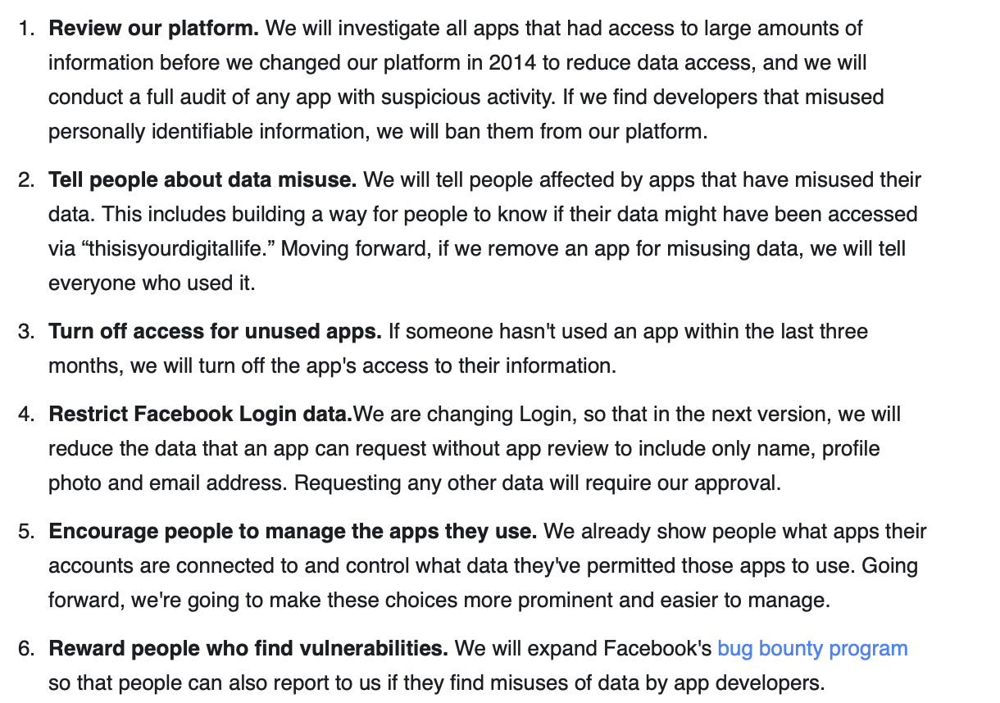 1. Review our platform. We will investigate all apps that had access to large amounts of
information before we changed our platform in 2014 to reduce data access, and we will
conduct a full audit of any app with suspicious activity. If we find developers that misused
personally identifiable information, we will ban them from our platform.
2. Tell people about data misuse. We will tell people affected by apps that have misused their
data. This includes building a way for people to know if their data might have been accessed
via “thisisyourdigitallife.” Moving forward, if we remove an app for misusing data, we will tell
everyone who used it.
3. Turn off access for unused apps. If someone hasn't used an app within the last three
months, we will turn off the app's access to their information.
4. Restrict Facebook Login data.We are changing Login, so that in the next version, we will
reduce the data that an app can request without app review to include only name, profile
photo and email address. Requesting any other data will require our approval.
5. Encourage people to manage the apps they use. We already show people what apps their
accounts are connected to and control what data they've permitted those apps to use. Going
forward, we're going to make these choices more prominent and easier to manage.
6. Reward people who find vulnerabilities. We will expand Facebook's bug bounty program
so that people can also report to us if they find misuses of data by app developers.